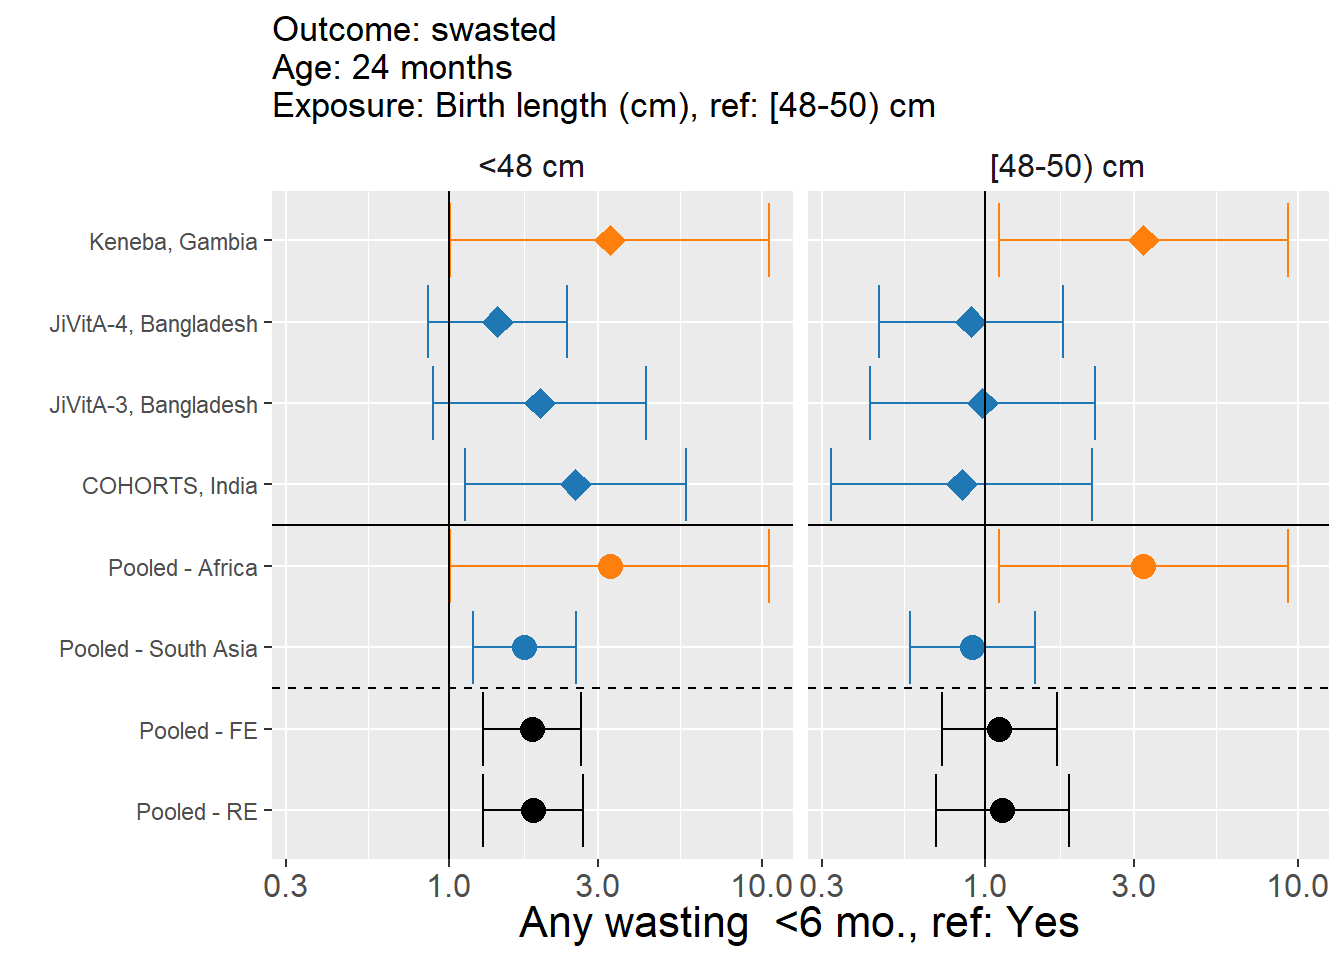 Outcome: swasted
Age: 24 months
Exposure: Birth length (cm), ref: [48-50) cm
<48 cm
[48-50) cm
Keneba, Gambia
JiVitA-4, Bangladesh
JiVitA-3, Bangladesh
COHORTS, India
Pooled - Africa
Pooled - South Asia
Pooled - FE
Pooled - RE
0.3 1.0 3.0 10.0 0.3 1.0 3.0 10.0
Any wasting  <6 mo., ref: Yes